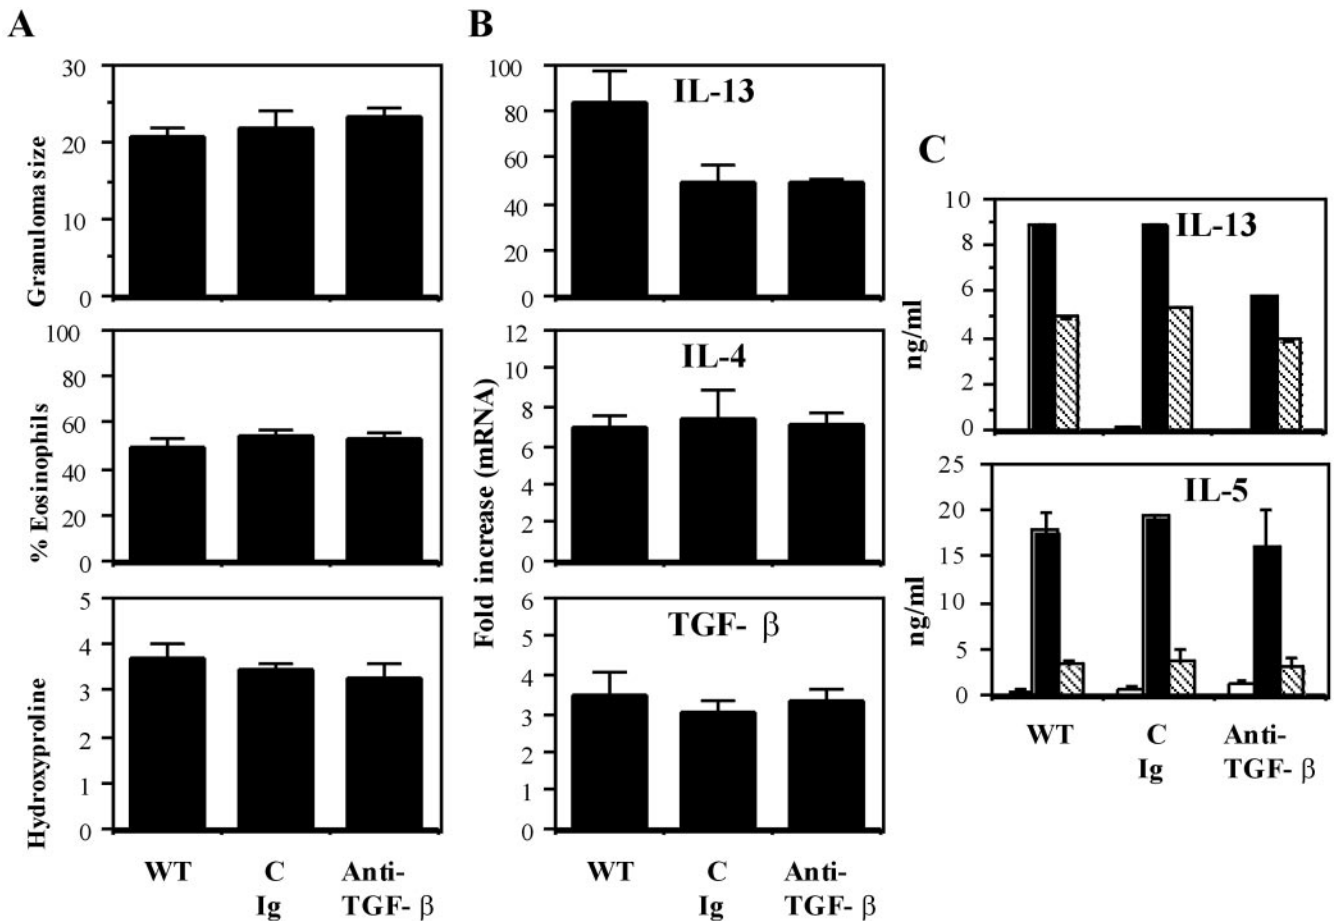 A
B
C
30
20
10
0
Granuloma size
100
80
60
40
20
0
% Eosinophils
5
4
3
2
1
0
Hydroxyproline
WT
C
Ig
Anti-
TGF- β
100
80
60
40
20
0
IL-13
12
10
8
6
4
2
0
IL-4
Fold increase (mRNA)
6
5
4
3
2
1
0
TGF- β
WT
C
Ig
Anti-
TGF- β
10
8
6
4
2
0
ng/ml
IL-13
25
20
15
10
5
0
ng/ml
IL-5
WT
C
Ig
Anti-
TGF- β